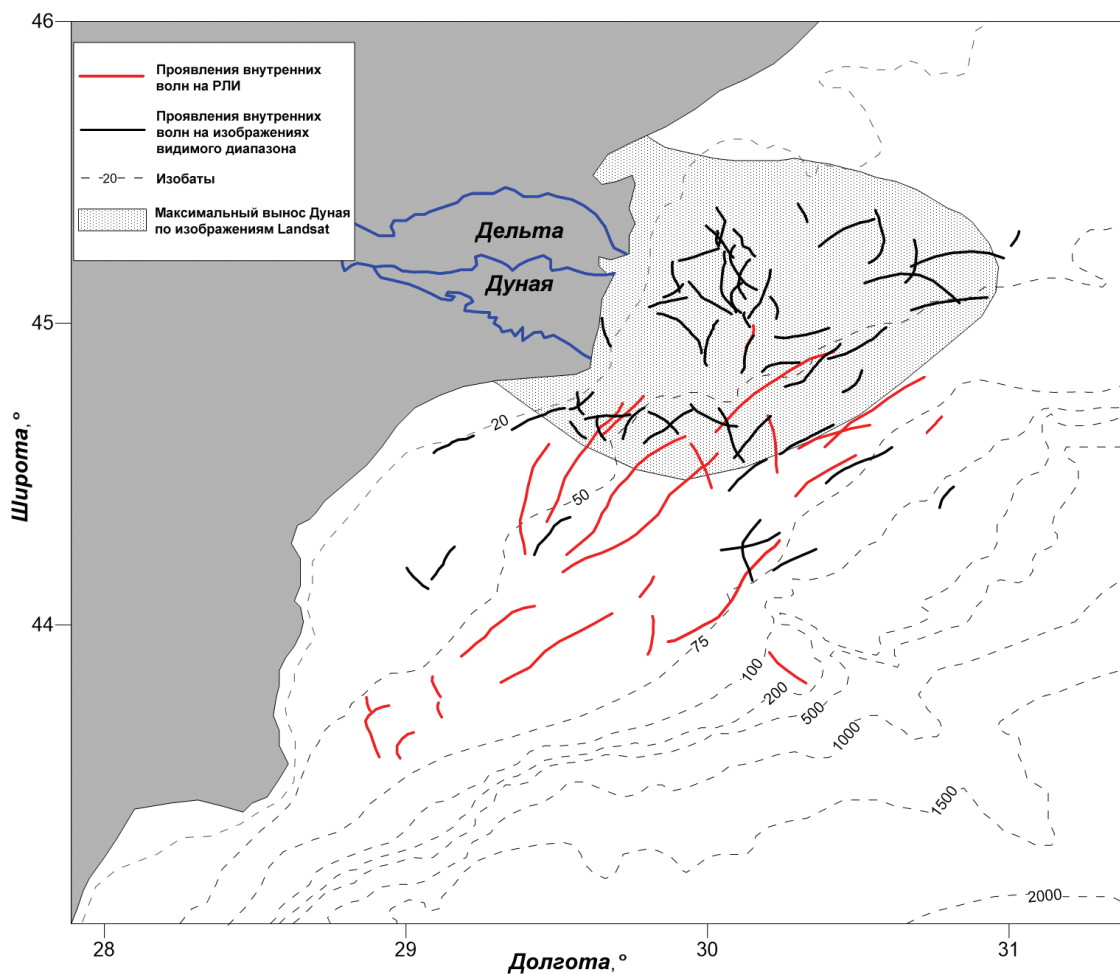 46
Проявления внутренних
волн на РЛИ
Проявления внутренних
волн на изображениях
видимого диапазона
-20- Изобаты
Максимальный вынос Дуная
по изображениям Landsat
Дельта
Дуная
45
20
50
Широта,°
44
75
100
200
500
1000
1500
2000
28
29
30
31
Долгота,°